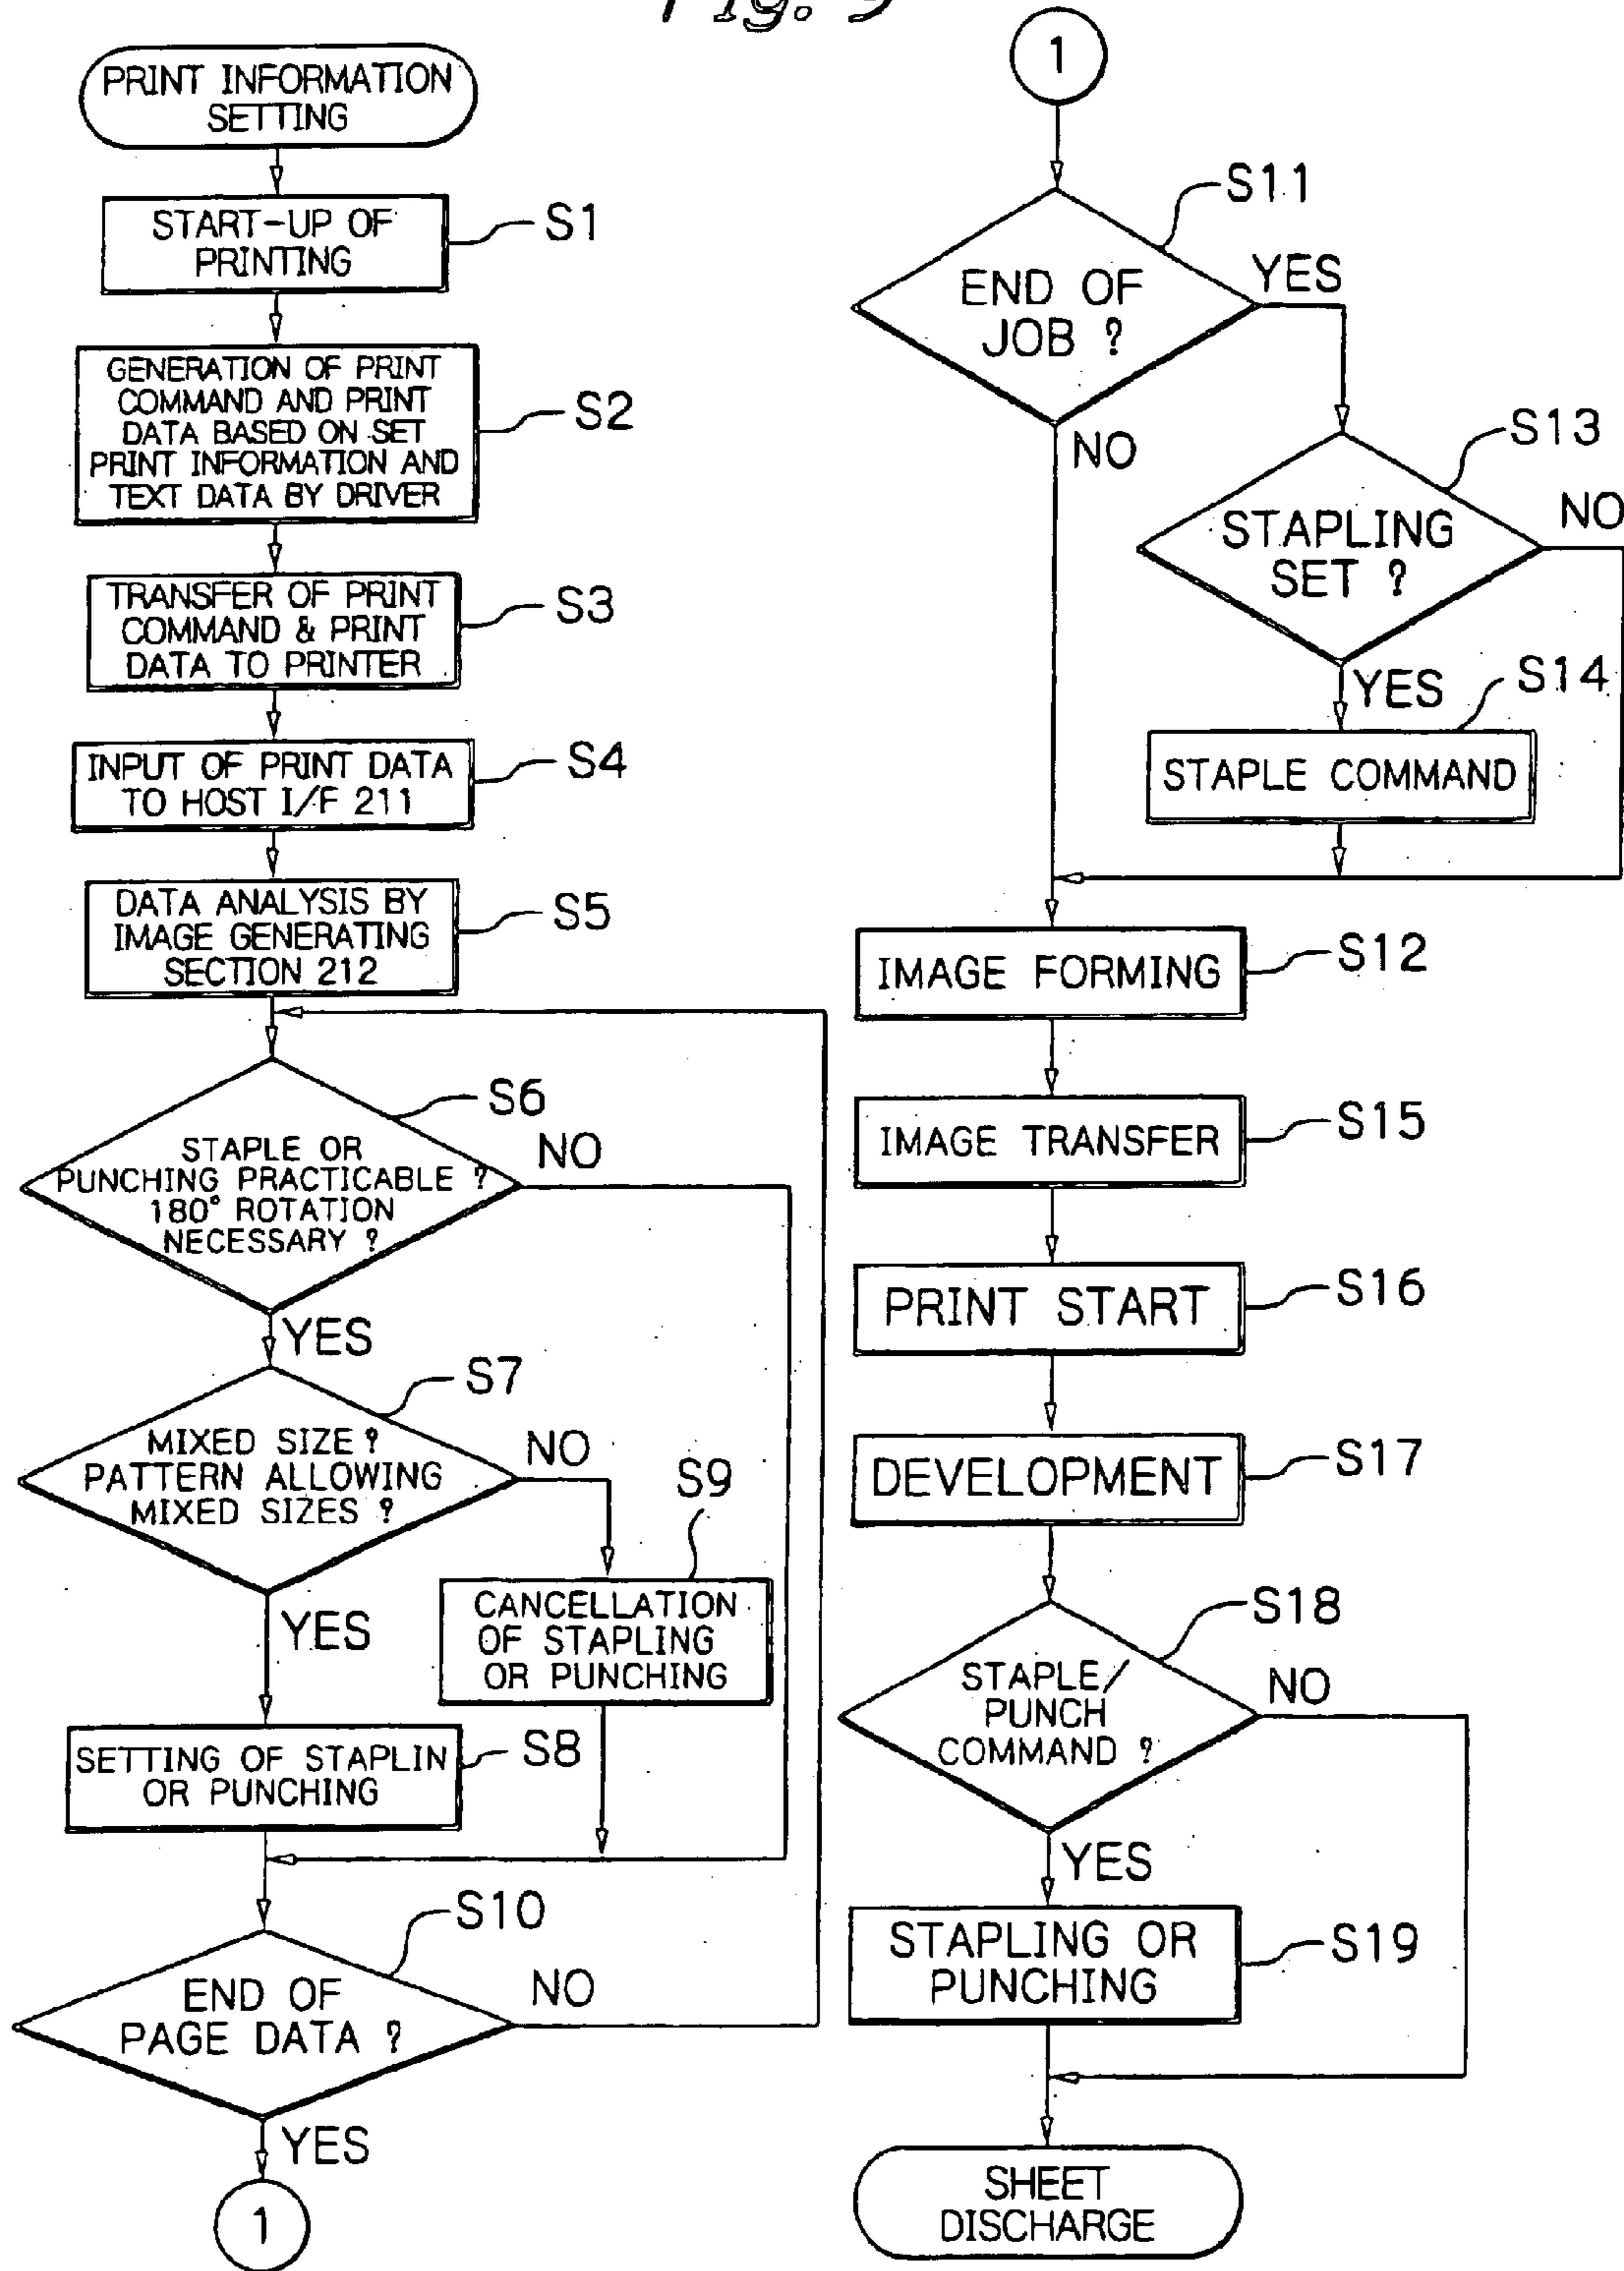 Fig. 9
PRINT INFORMATION
SETTING
START-UP OF
PRINTING
S1
GENERATION OF PRINT
COMMAND AND PRINT
DATA BASED ON SET
PRINT INFORMATION AND
TEXT DATA BY DRIVER
S2
TRANSFER OF PRINT
COMMAND & PRINT
DATA TO PRINTER
S3
INPUT OF PRINT DATA
TO HOST I/F 211
S4
DATA ANALYSIS BY
IMAGE GENERATING
SECTION 212
S5
S6
STAPLE OR
PUNCHING PRACTICABLE ?
180° ROTATION
NECESSARY ?
NO
YES
S7
MIXED SIZE ?
PATTERN ALLOWING
MIXED SIZES ?
NO
YES
S9
CANCELLATION
OF STAPLING
OR PUNCHING
SETTING OF STAPLIN
OR PUNCHING
S8
S10
END OF
PAGE DATA ?
NO
YES
1
1
S11
END OF
JOB ?
YES
NO
S13
STAPLING
SET ?
NO
YES
S14
STAPLE COMMAND
IMAGE FORMING
S12
IMAGE TRANSFER
S15
PRINT START
S16
DEVELOPMENT
S17
S18
STAPLE/
PUNCH
COMMAND ?
NO
YES
STAPLING OR
PUNCHING
S19
SHEET
DISCHARGE